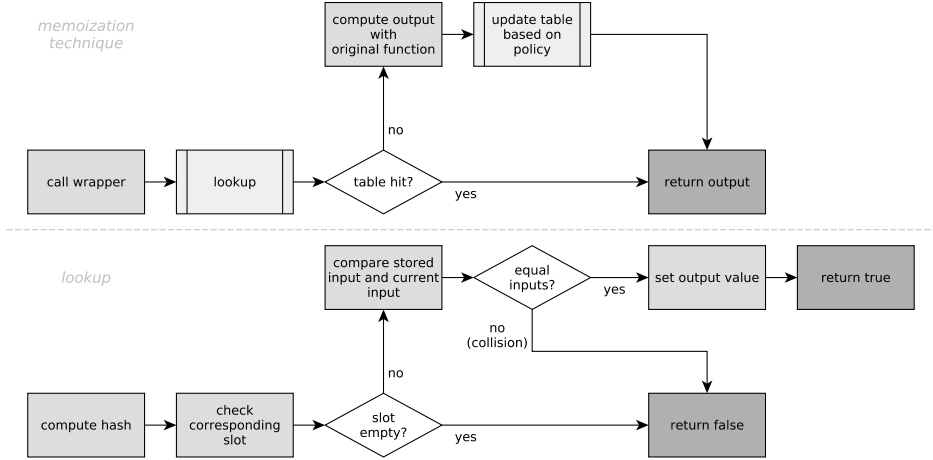 memoization
technique
compute output
with
original function
update table
based on
policy
no
call wrapper
lookup
table hit?
yes
return output
lookup
compare stored
input and current
input
equal
inputs?
yes
set output value
return true
no
(collision)
no
compute hash
check
corresponding
slot
slot
empty?
yes
return false